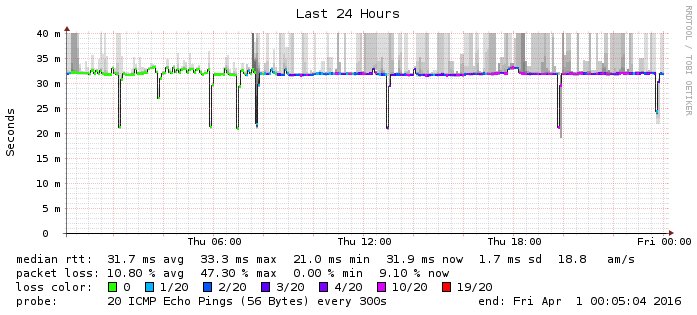 Last 24 Hours
RRDTOOL / TOBI OETIKER
Seconds
40 m
35 m
30 m
25 m
20 m
15 m
10 m
5 m
0
Thu 06:00 Thu 12:00 Thu 18:00 Fri 00:00
median rtt: 31.7 ms avg 33.3 ms max 21.0 ms min 31.9 ms now 1.7 ms sd 18.8 am/s
packet loss: 10.80 % avg 47.30 % max 0.00 % min 9.10 % now
loss color: 0 1/20 2/20 3/20 4/20 10/20 19/20
probe: 20 ICMP Echo Pings (56 Bytes) every 300s end: Fri Apr 1 00:05:04 2016